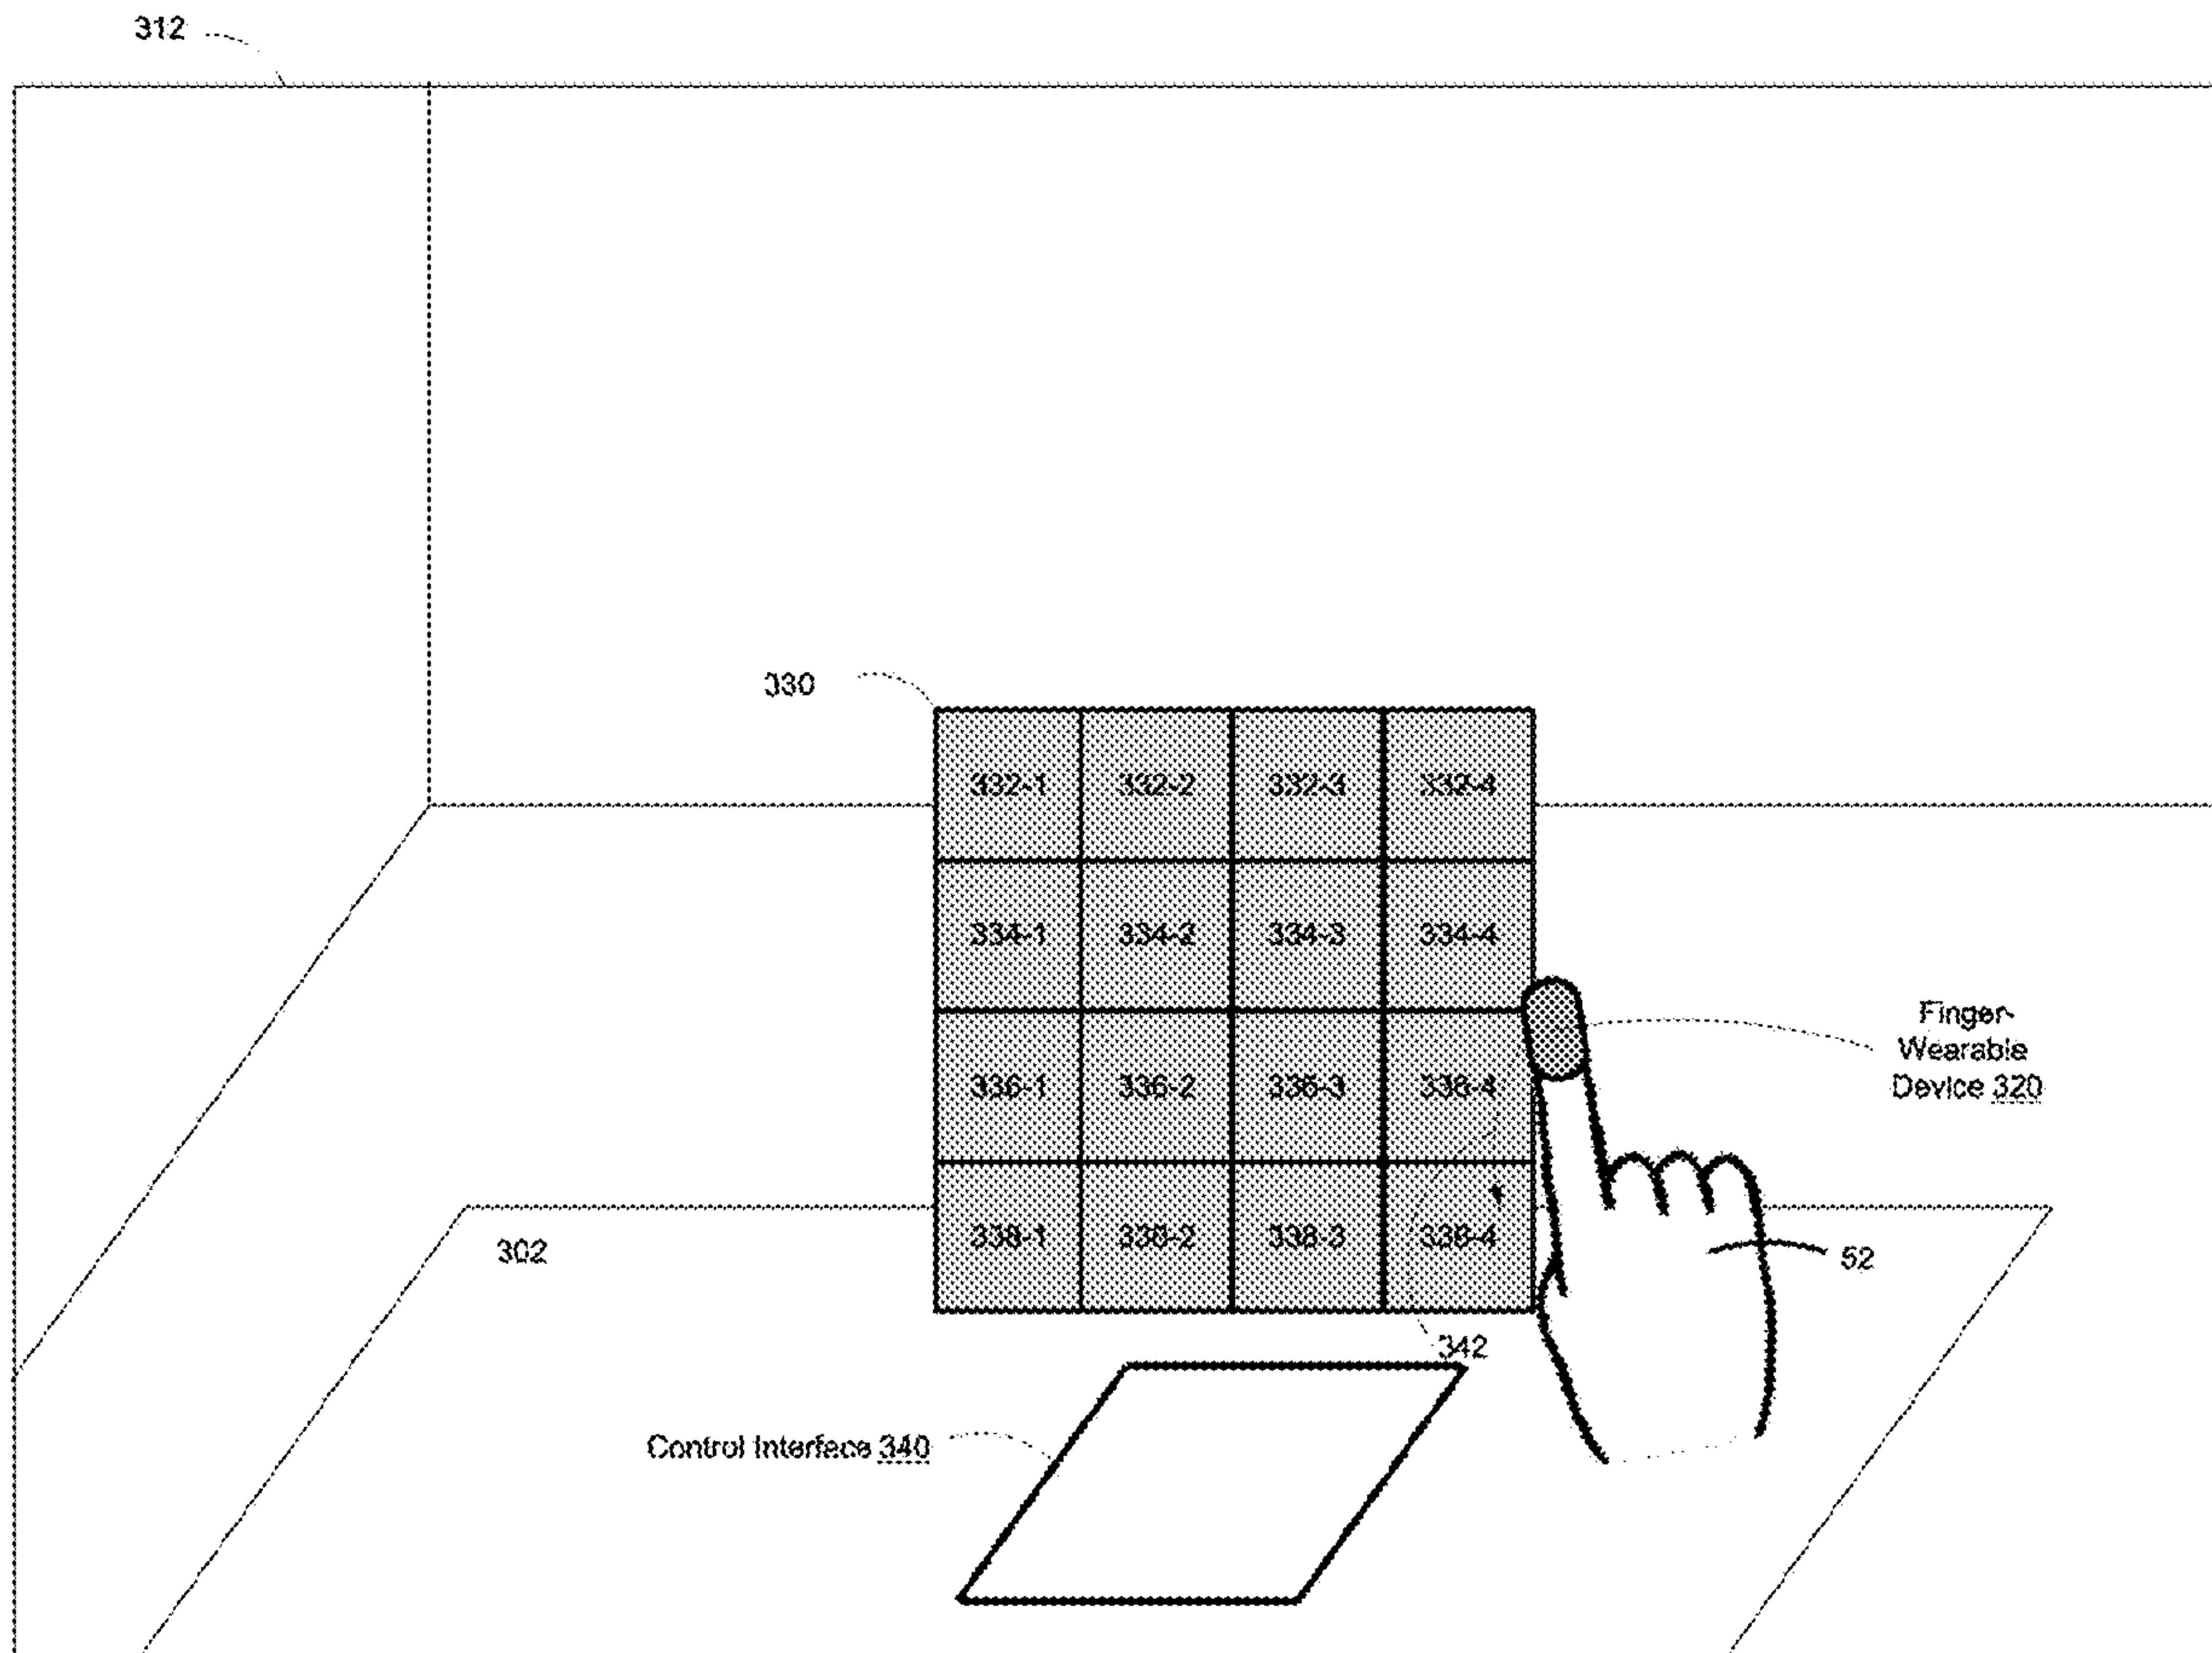 312
330
332-1 332-2 332-3 332-4
334-1 334-2 334-3 334-4
Finger-
Wearable
Device 320
336-1 336-2 336-3 336-4
338-1 338-2 338-3 338-4
302
52
342
Control Interface 340